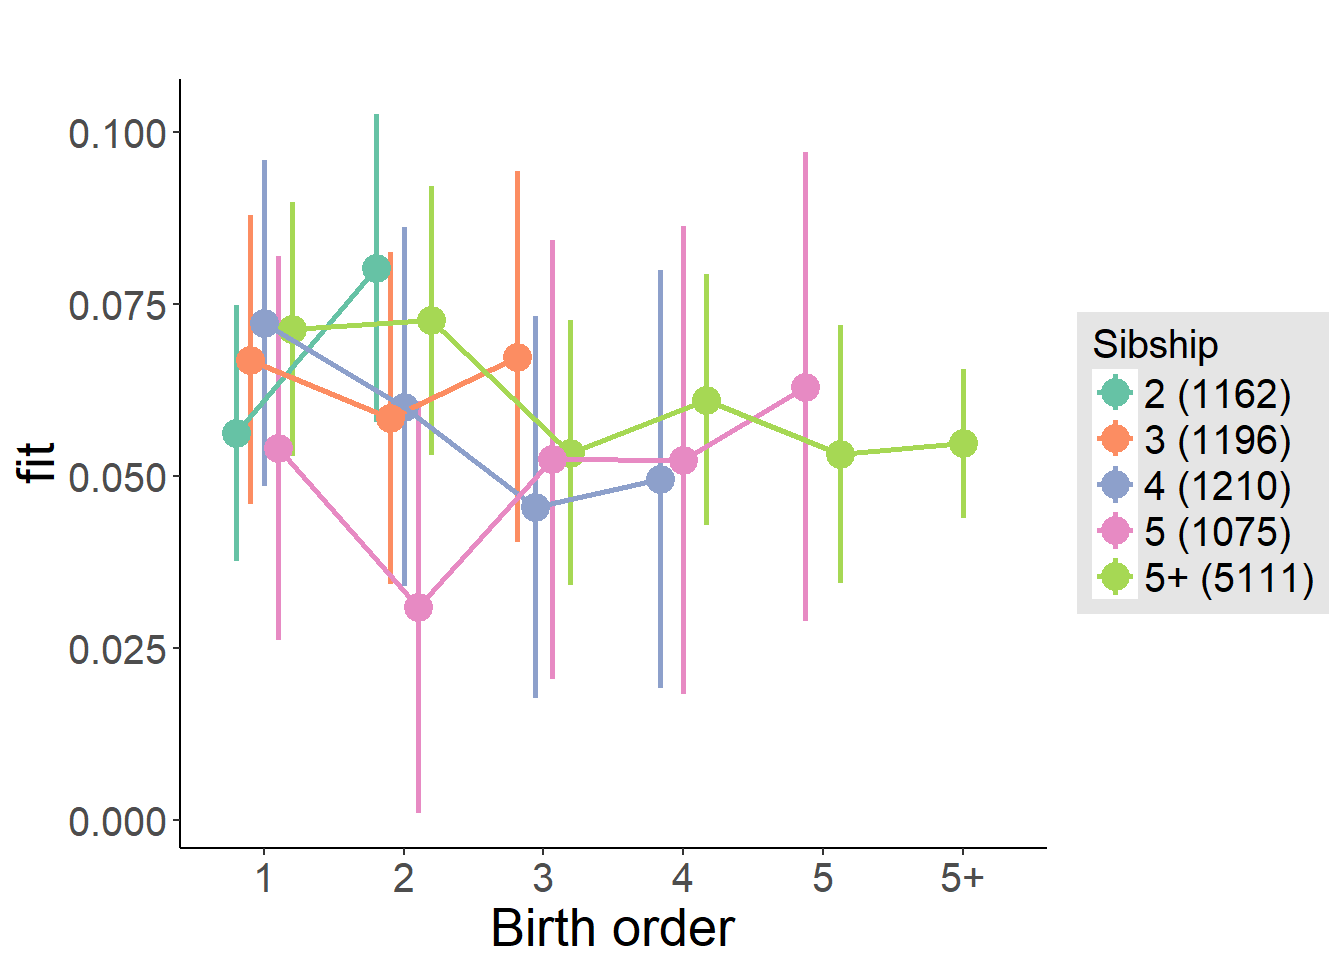 0.100
0.075
0.050
0.025
0.000
fit
1 2 3 4 5 5+
Birth order
Sibship
2 (1162)
3 (1196)
4 (1210)
5 (1075)
5+ (5111)